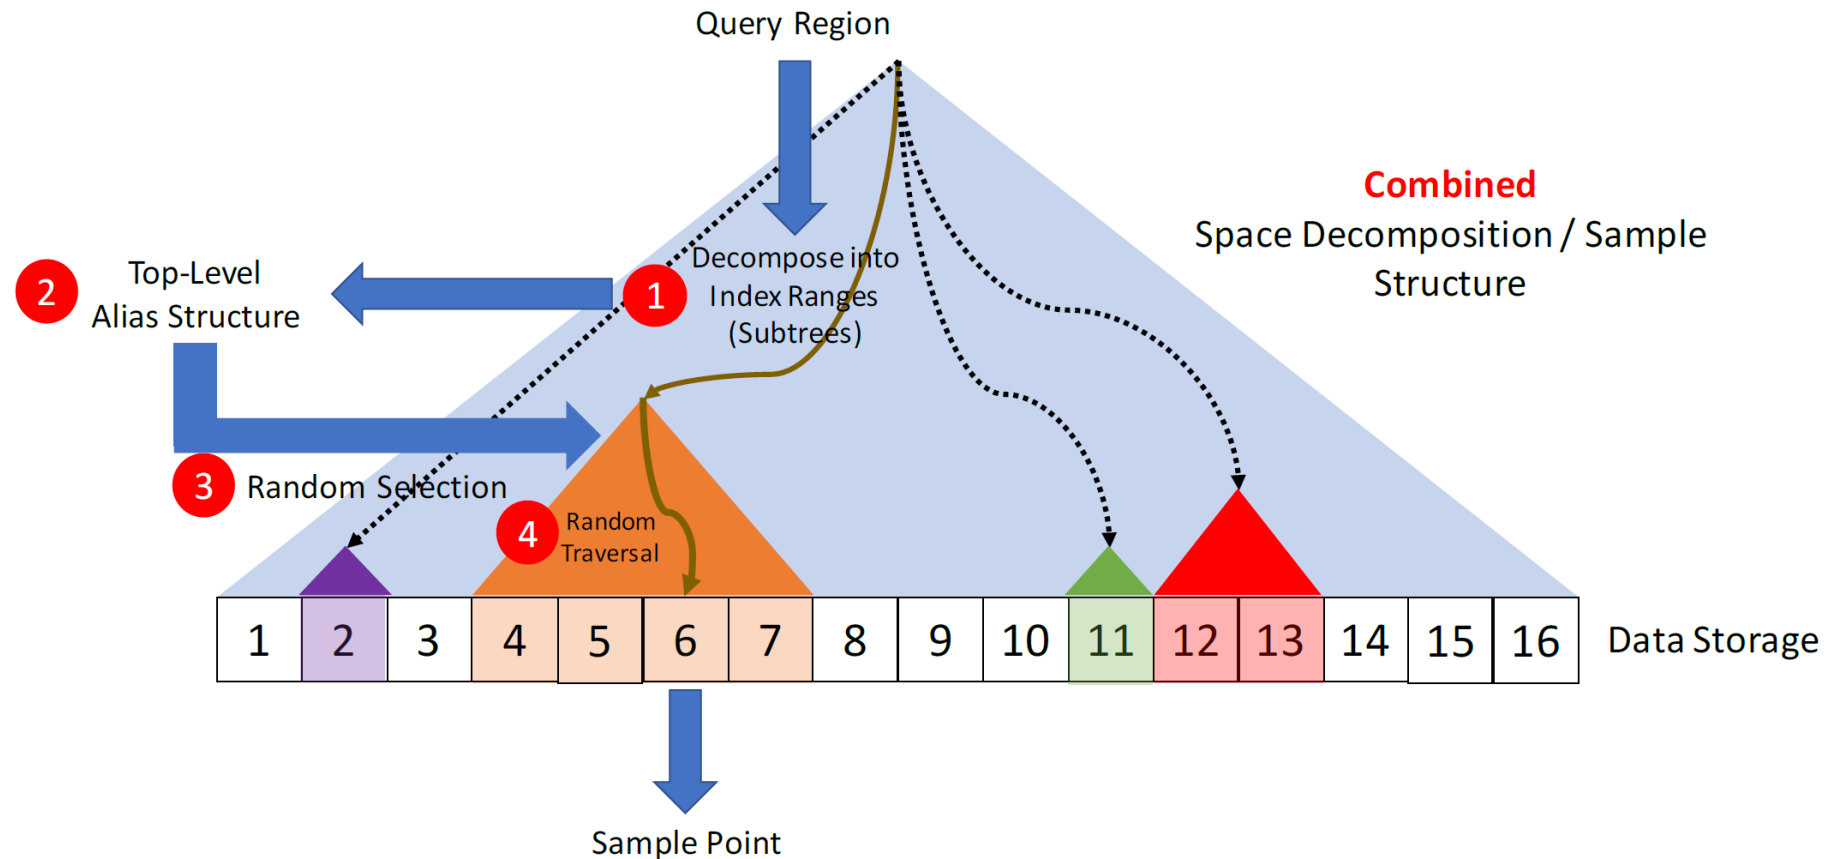 Query Region
Combined
Space Decomposition / Sample
Structure
1
Decompose into
Index Ranges
(Subtrees)
2
Top-Level
Alias Structure
3
Random Selection
4
Random
Traversal
1 2 3 4 5 6 7 8 9 10 11 12 13 14 15 16
Data Storage
Sample Point